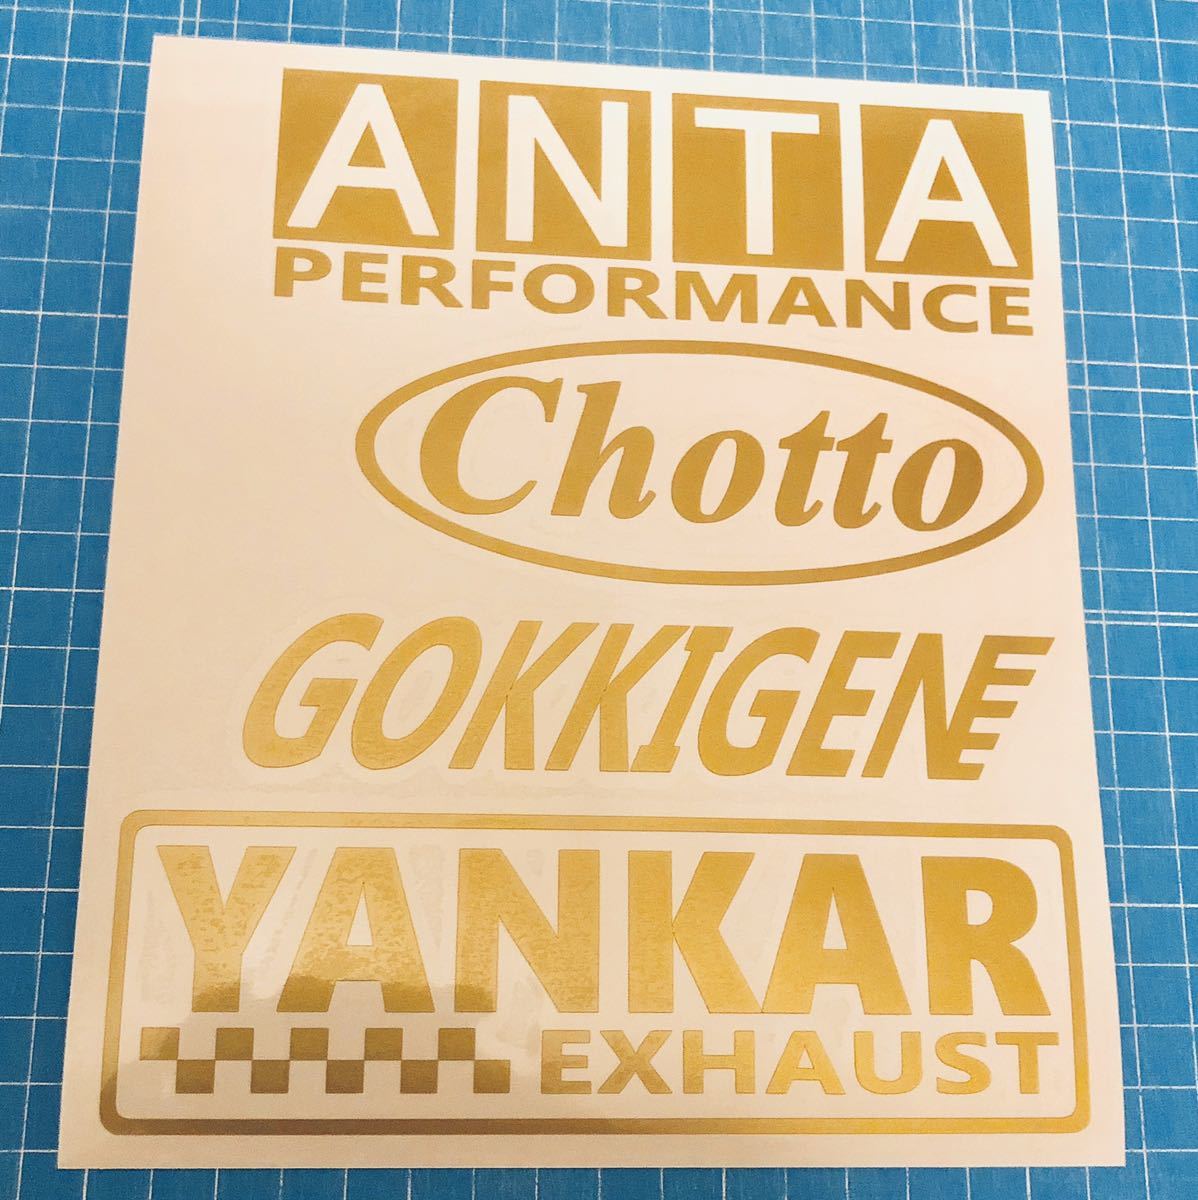 ANTA
PERFORMANCE
Chotto
GOKKIGEN
YANKAR
EXHAUST